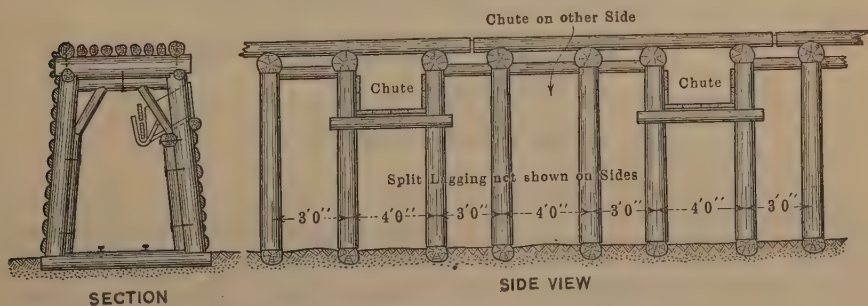 Chute on other Side
Chute
Chute
Split Lagging not shown on Sides
3'0" 4'0" 3'0" 4'0" 3'0" 4'0" 3'0"
SECTION
SIDE VIEW